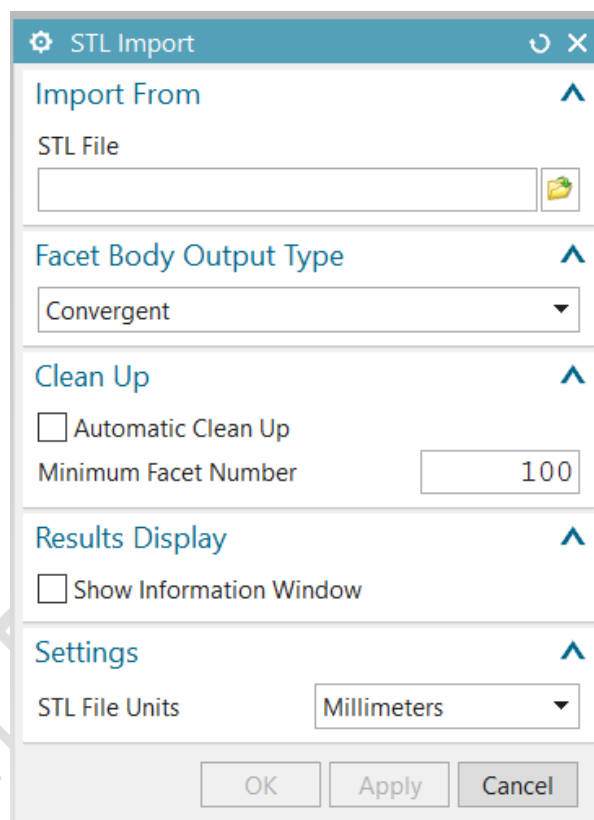 STL Import
Import From
STL File
Facet Body Output Type
Convergent
Clean Up
Automatic Clean Up
Minimum Facet Number 100
Results Display
Show Information Window
Settings
STL File Units Millimeters
OK Apply Cancel